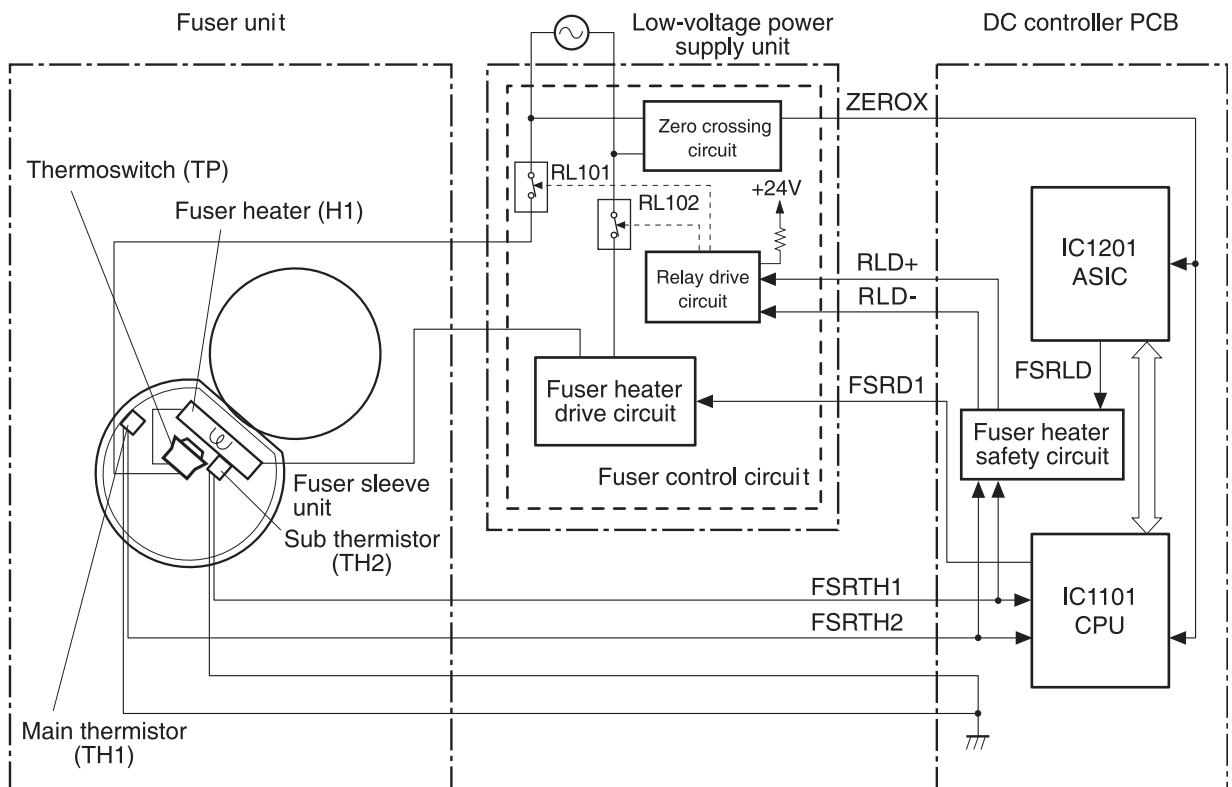 Fuser unit
Low-voltage power
supply unit
DC controller PCB
ZEROX
Zero crossing
circuit
Thermoswitch (TP)
RL101
+24V
Fuser heater (H1)
RL102
IC1201
ASIC
Relay drive
circuit
RLD+
RLD-
FSRLD
Fuser heater
drive circuit
FSRD1
Fuser heater
safety circuit
Fuser control circuit
Fuser sleeve
unit
Sub thermistor
(TH2)
FSRTH1
IC1101
CPU
FSRTH2
Main thermistor
(TH1)